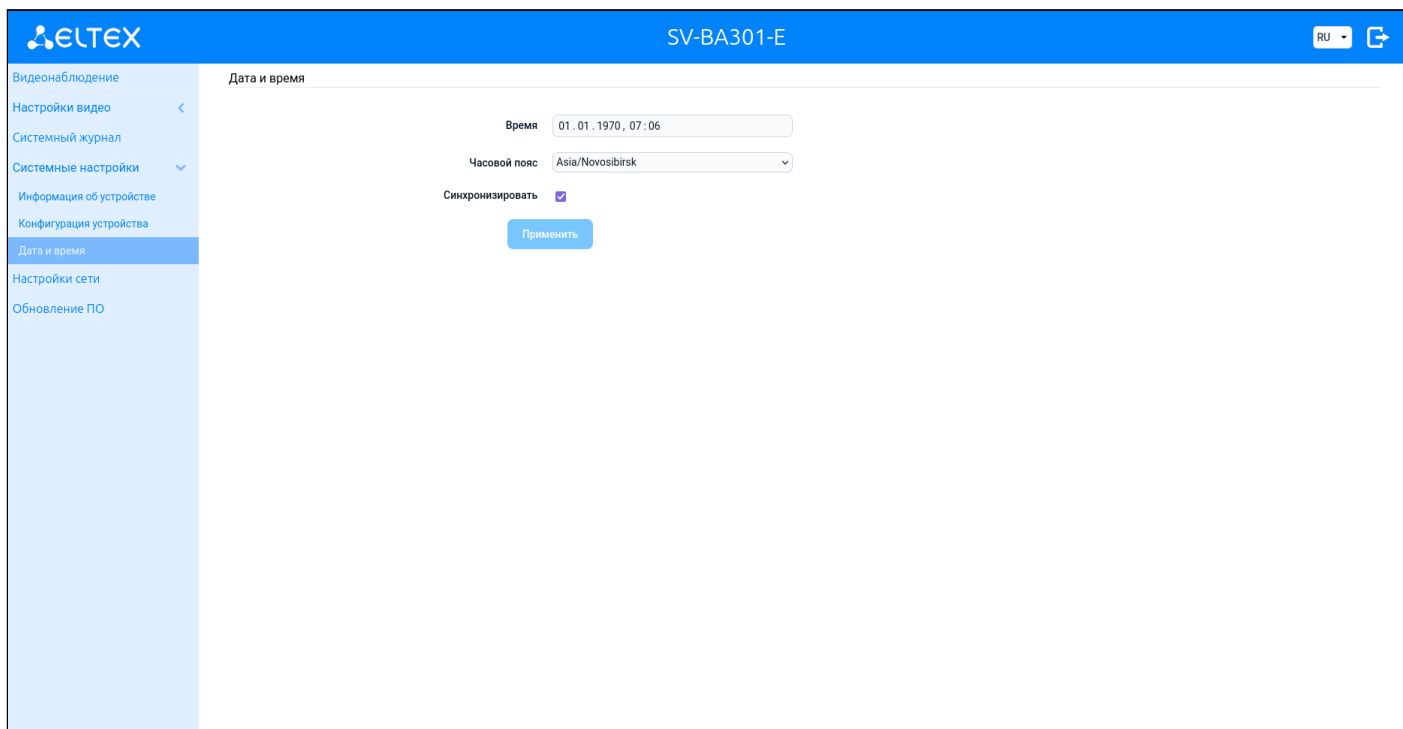 ELTEX
SV-BA301-E
RU
Видеонаблюдение
Настройки видео
Системный журнал
Системные настройки
Информация об устройстве
Конфигурация устройства
Дата и время
Настройки сети
Обновление ПО
Дата и время
Время 01.01.1970, 07:06
Часовой пояс Asia/Novosibirsk
Синхронизировать
Применить